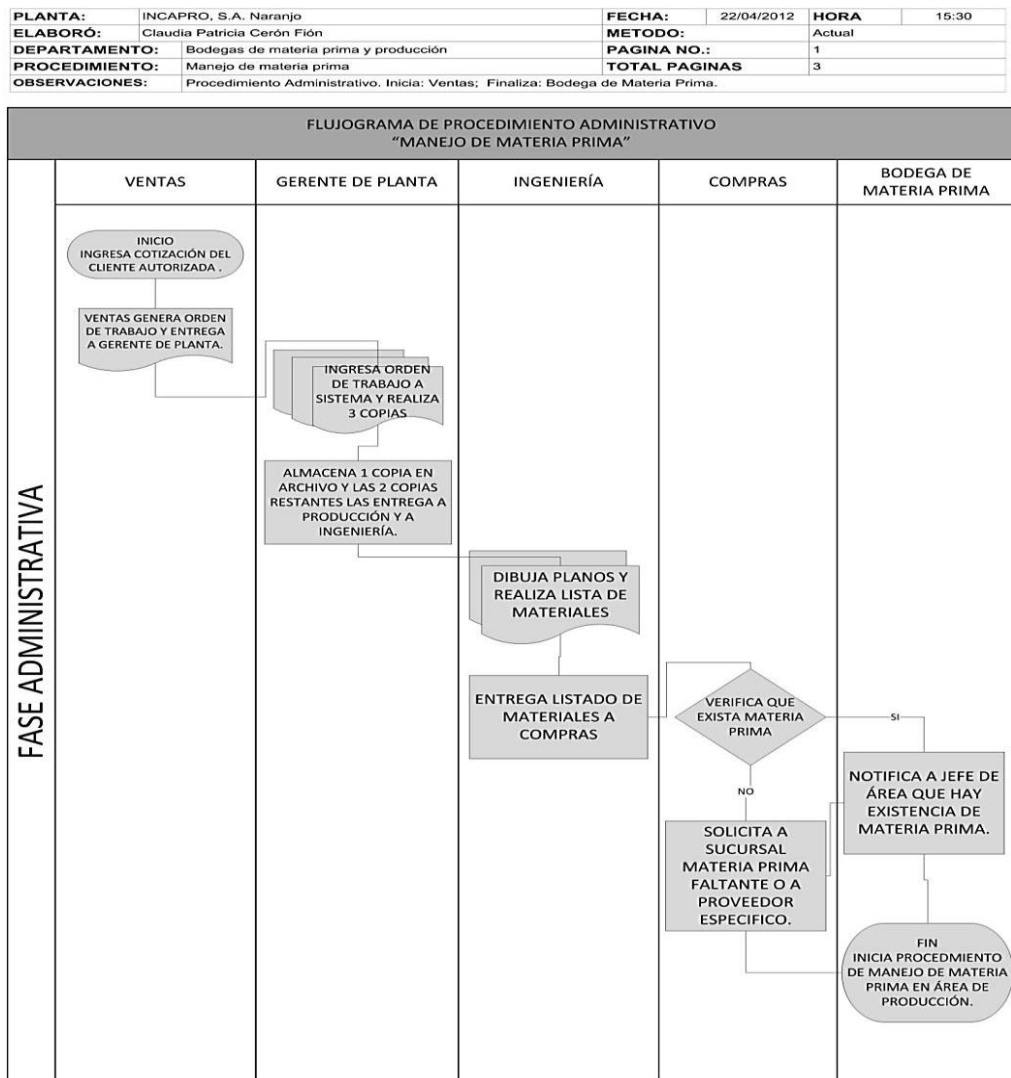 PLANTA: INCAPRO, S.A. Naranjo FECHA: 22/04/2012 HORA 15:30
ELABORÓ: Claudia Patricia Cerón Fión METODO: Actual
DEPARTAMENTO: Bodegas de materia prima y producción PAGINA NO.: 1
PROCEDIMIENTO: Manejo de materia prima TOTAL PAGINAS 3
OBSERVACIONES: Procedimiento Administrativo. Inicia: Ventas; Finaliza: Bodega de Materia Prima.
FLUJOGRAMA DE PROCEDIMIENTO ADMINISTRATIVO
“MANEJO DE MATERIA PRIMA”
FASE ADMINISTRATIVA
VENTAS
GERENTE DE PLANTA
INGENIERÍA
COMPRAS
BODEGA DE
MATERIA PRIMA
INICIO
INGRESA COTIZACIÓN DEL
CLIENTE AUTORIZADA .
VENTAS GENERA ORDEN
DE TRABAJO Y ENTREGA
A GERENTE DE PLANTA.
INGRESA ORDEN
DE TRABAJO A
SISTEMA Y REALIZA
3 COPIAS
ALMACENA 1 COPIA EN
ARCHIVO Y LAS 2 COPIAS
RESTANTES LAS ENTREGA A
PRODUCCIÓN Y A
INGENIERÍA.
DIBUJA PLANOS Y
REALIZA LISTA DE
MATERIALES
ENTREGA LISTADO DE
MATERIALES A
COMPRAS
VERIFICA QUE
EXISTA MATERIA
PRIMA
SI
NO
NOTIFICA A JEFE DE
ÁREA QUE HAY
EXISTENCIA DE
MATERIA PRIMA.
SOLICITA A
SUCURSAL
MATERIA PRIMA
FALTANTE O A
PROVEEDOR
ESPECIFICO.
FIN
INICIA PROCEDMIENTO
DE MANEJO DE MATERIA
PRIMA EN ÁREA DE
PRODUCCIÓN.